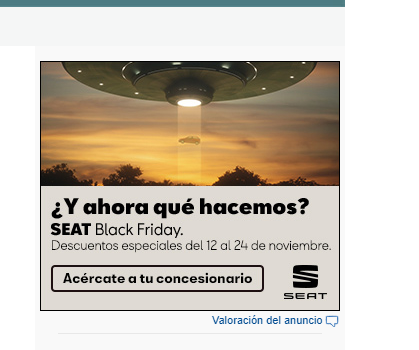 ¿Y ahora qué hacemos?
SEAT Black Friday.
Descuentos especiales del 12 al 24 de noviembre.
Acércate a tu concesionario
SEAT
Valoración del anuncio